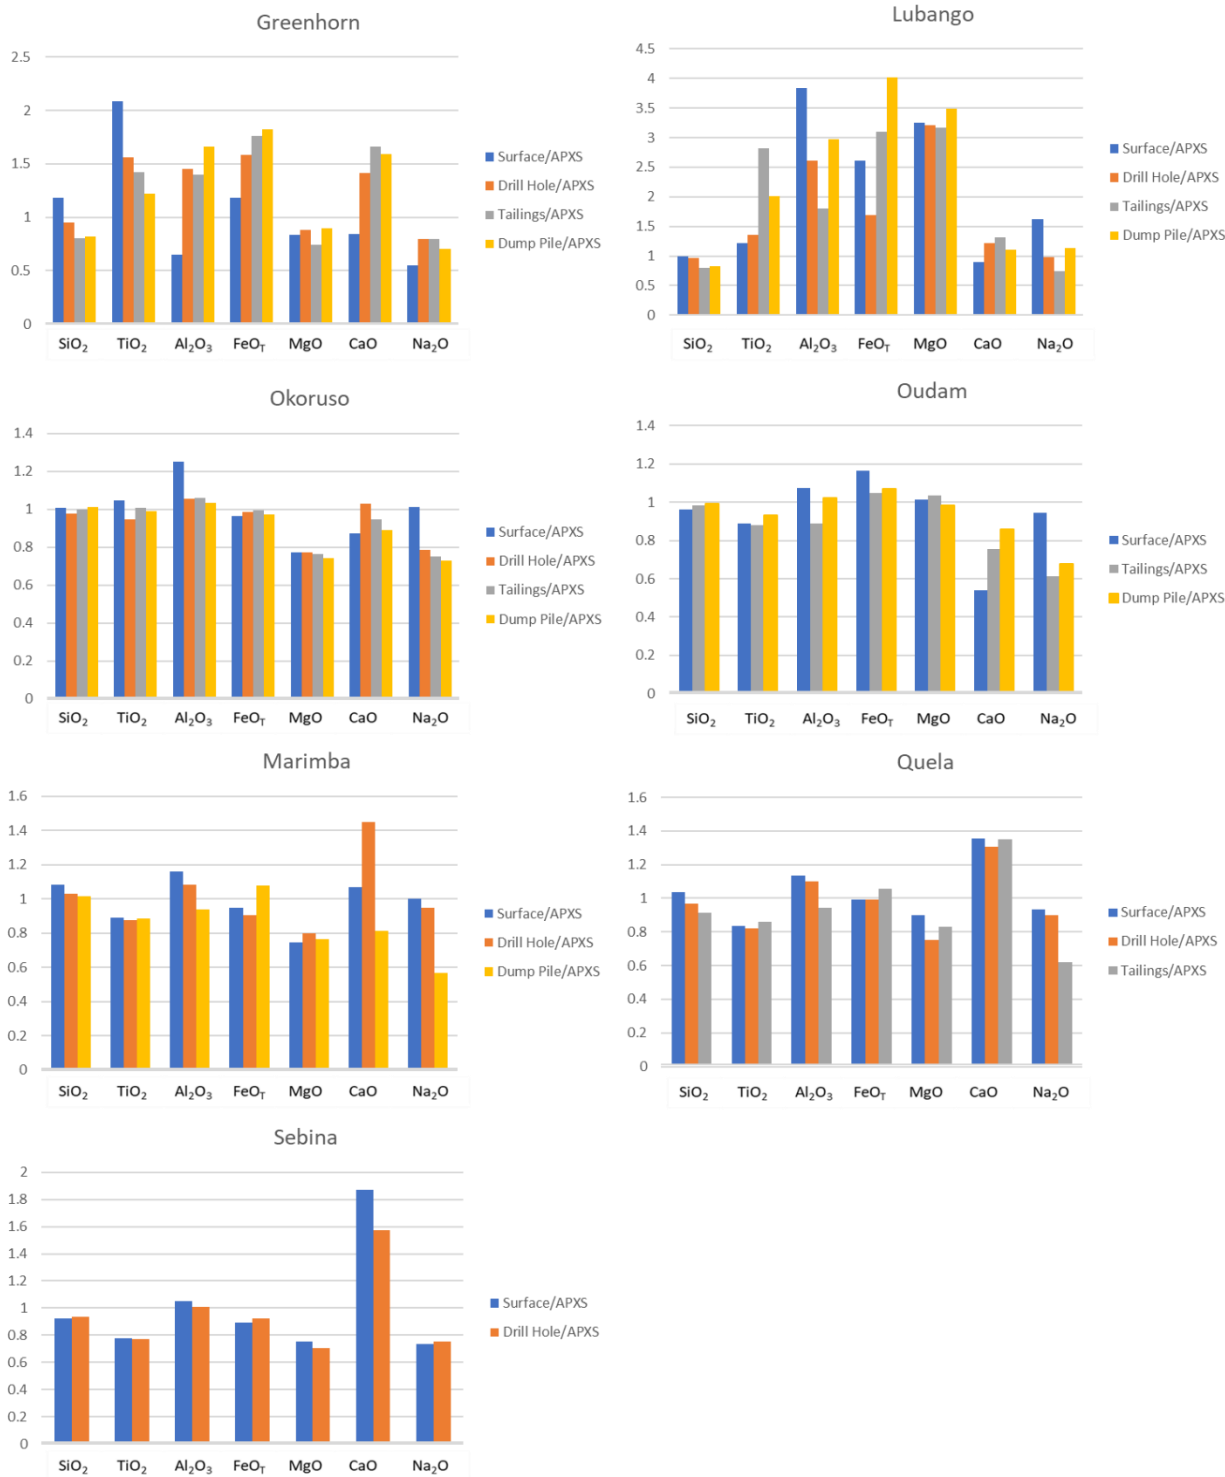 Greenhorn
2.5
2
1.5
1
0.5
0
SiO₂ TiO₂ Al₂O₃ FeO_T MgO CaO Na₂O
Surface/APXS
Drill Hole/APXS
Tailings/APXS
Dump Pile/APXS
Lubango
4.5
4
3.5
3
2.5
2
1.5
1
0.5
0
SiO₂ TiO₂ Al₂O₃ FeO_T MgO CaO Na₂O
Surface/APXS
Drill Hole/APXS
Tailings/APXS
Dump Pile/APXS
Okoruso
1.4
1.2
1
0.8
0.6
0.4
0.2
0
SiO₂ TiO₂ Al₂O₃ FeO_T MgO CaO Na₂O
Surface/APXS
Drill Hole/APXS
Tailings/APXS
Dump Pile/APXS
Oudam
1.4
1.2
1
0.8
0.6
0.4
0.2
0
SiO₂ TiO₂ Al₂O₃ FeO_T MgO CaO Na₂O
Surface/APXS
Tailings/APXS
Dump Pile/APXS
Marimba
1.6
1.4
1.2
1
0.8
0.6
0.4
0.2
0
SiO₂ TiO₂ Al₂O₃ FeO_T MgO CaO Na₂O
Surface/APXS
Drill Hole/APXS
Dump Pile/APXS
Quela
1.6
1.4
1.2
1
0.8
0.6
0.4
0.2
0
SiO₂ TiO₂ Al₂O₃ FeO_T MgO CaO Na₂O
Surface/APXS
Drill Hole/APXS
Tailings/APXS
Sebina
2
1.8
1.6
1.4
1.2
1
0.8
0.6
0.4
0.2
0
SiO₂ TiO₂ Al₂O₃ FeO_T MgO CaO Na₂O
Surface/APXS
Drill Hole/APXS